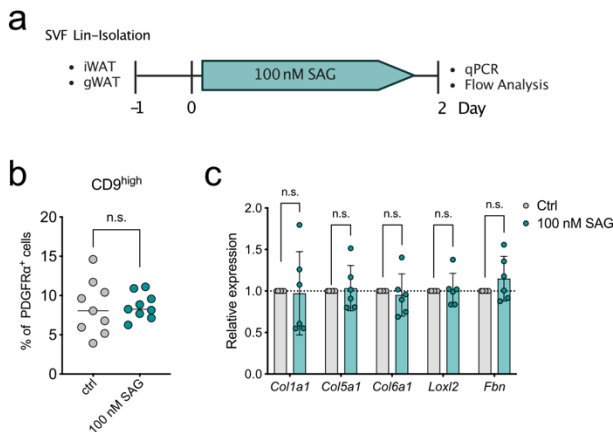 a
SVF Lin-Isolation
• iWAT
• gWAT
100 nM SAG
• qPCR
• Flow Analysis
–1
0
2
Day
b
CD9high
n.s.
% of PDGFRα+ cells
20
15
10
5
0
ctrl
100 nM SAG
c
Ctrl
100 nM SAG
n.s.
n.s.
n.s.
n.s.
n.s.
Relative expression
2.0
1.5
1.0
0.5
0.0
Col1a1
Col5a1
Col6a1
Loxl2
Fbn